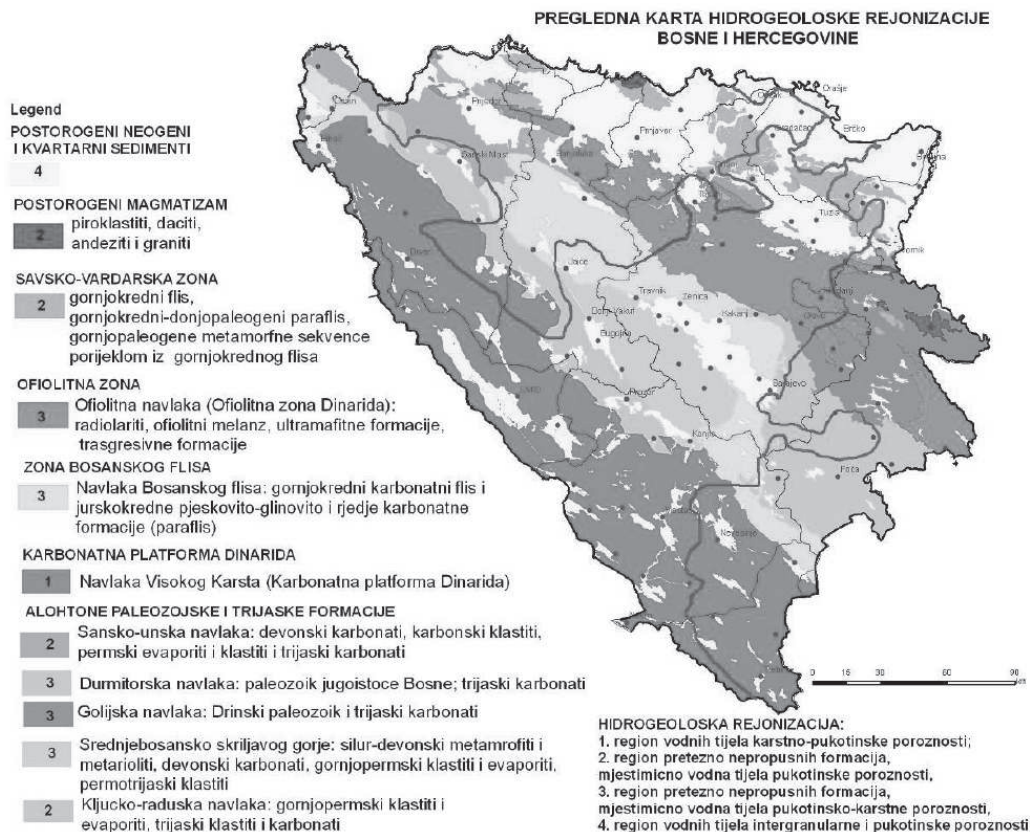 PREGLEDNA KARTA HIDROGEOLOSKE REJONIZACIJE
BOSNE I HERCEGOVINE
Legend
POSTOROGENI NEOGENI
I KVARTARNI SEDIMENTI
4
POSTOROGENI MAGMATIZAM
2 piroklastiti, daciti,
andeziti i graniti
SAVSKO-VARDARSKA ZONA
2 gornjokredni flis,
gornjokredni-donjopaleogeni paraflis,
gornjopaleogene metamorfne sekvence
porijeklom iz gornjokrednog flisa
OFIOLITNA ZONA
3 Ofiolitna navlaka (Ofiolitna zona Dinarida):
radiolariti, ofiolitni melanz, ultramafitne formacije,
trasgresivne formacije
ZONA BOSANSKOG FLISA
3 Navlaka Bosanskog flisa: gornjokredni karbonatni flis i
jurskokredne pjeskovito-glinovito i rjedje karbonatne
formacije (paraflis)
KARBONATNA PLATFORMA DINARIDA
1 Navlaka Visokog Karsta (Karbonatna platforma Dinarida)
ALOHTONE PALEOZOJSKE I TRIJASKE FORMACIJE
2 Sansko-unska navlaka: devonski karbonati, karbonski klastiti,
permski evaporiti i klastiti i trijaski karbonati
3 Durmitorska navlaka: paleozoik jugoistoce Bosne; trijaski karbonati
3 Golijska navlaka: Drinski paleozoik i trijaski karbonati
3 Srednjebosansko skriljavog gorje: silur-devonski metamrofiti i
metarioliti, devonski karbonati, gornjopermski klastiti i evaporiti,
permotrijaski klastiti
2 Kljucko-raduska navlaka: gornjopermski klastiti i
evaporiti, trijaski klastiti i karbonati
Orašje
Prijedor
Prnjavor
Brčko
Tuzla
Jajce
Travnik
Zenica
Kakanj
Bugojno
Sarajevo
Konjic
Foča
Nevesinje
0 15 30 60 90
HIDROGEOLOSKA REJONIZACIJA:
1. region vodnih tijela karstno-pukotinske poroznosti;
2. region pretezno nepropusnih formacija,
mjestimicno vodna tijela pukotinske poroznosti,
3. region pretezno nepropusnih formacija,
mjestimicno vodna tijela pukotinsko-karstne poroznosti,
4. region vodnih tijela intergranularne i pukotinske poroznosti